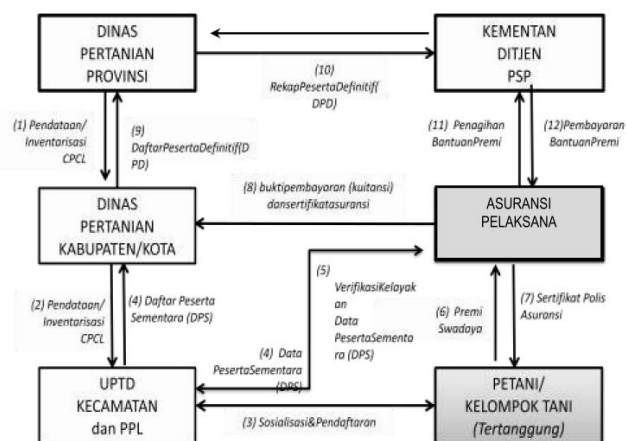 DINAS
PERTANIAN
PROVINSI
KEMENTAN
DITJEN
PSP
(10)
RekapPesertaDefinitif(
DPD)
(1) Pendataan/
Inventarisasi
CPCL
(9)
DaftarPesertaDefinitif(D
PD)
(11) Penagihan
BantuanPremi
(12)Pembayaran
BantuanPremi
DINAS
PERTANIAN
KABUPATEN/KOTA
(8) buktipembayaran (kuitansi)
dansertifikatasuransi
ASURANSI
PELAKSANA
(2) Pendataan/
Inventarisasi
CPCL
(4) Daftar Peserta
Sementara (DPS)
(5)
VerifikasiKelayak
an
Data
PesertaSementa
ra (DPS)
(4) Data
PesertaSementara
(DPS)
(6) Premi
Swadaya
(7) Sertifikat Polis
Asuransi
UPTD
KECAMATAN
dan PPL
(3) Sosialisasi&Pendaftaran
PETANI/
KELOMPOK TANI
(Tertanggung)